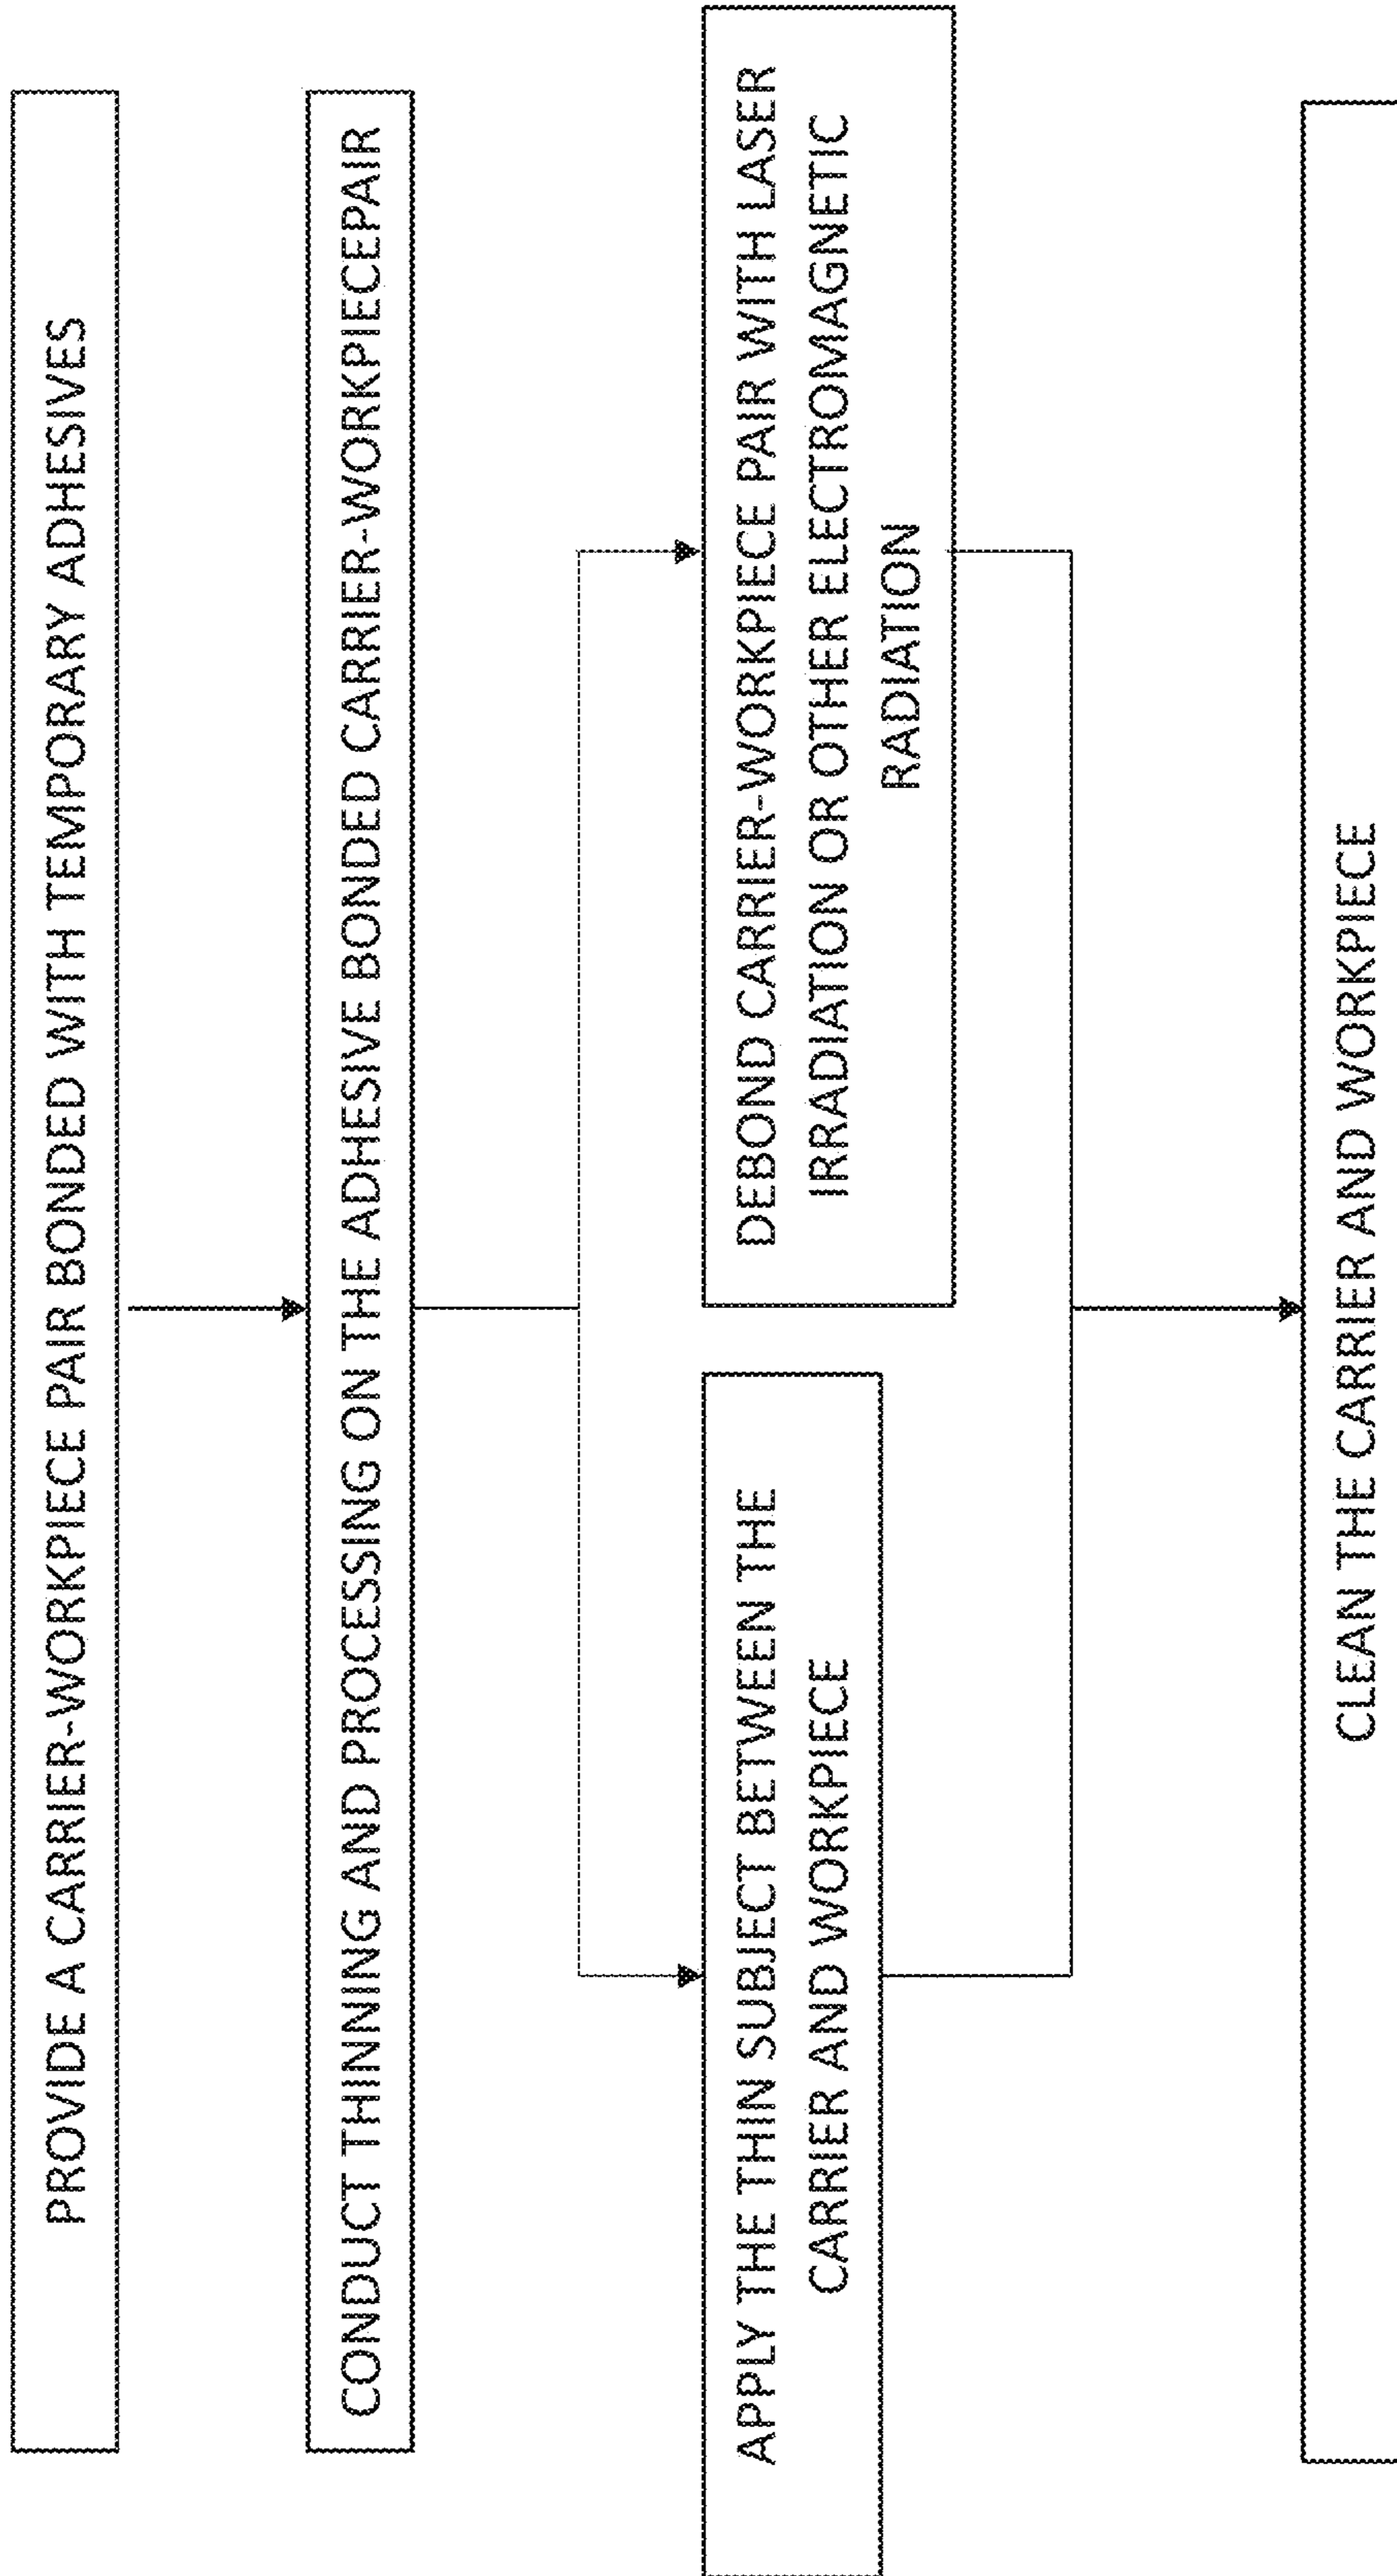 PROVIDE A CARRIER-WORKPIECE PAIR BONDED WITH TEMPORARY ADHESIVES
CONDUCT THINNING AND PROCESSING ON THE ADHESIVE BONDED CARRIER-WORKPIECEPAIR
APPLY THE THIN SUBJECT BETWEEN THE
CARRIER AND WORKPIECE
DEBOND CARRIER-WORKPIECE PAIR WITH LASER
IRRADIATION OR OTHER ELECTROMAGNETIC
RADIATION
CLEAN THE CARRIER AND WORKPIECE